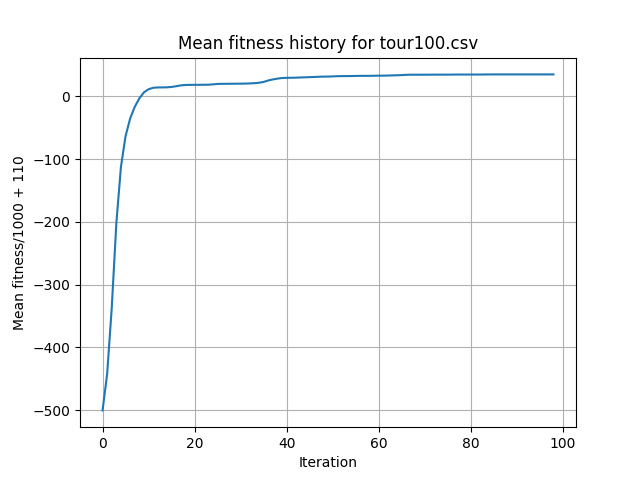 Mean fitness history for tour100.csv
Mean fitness/1000 + 110
0
−100
−200
−300
−400
−500
0 20 40 60 80 100
Iteration